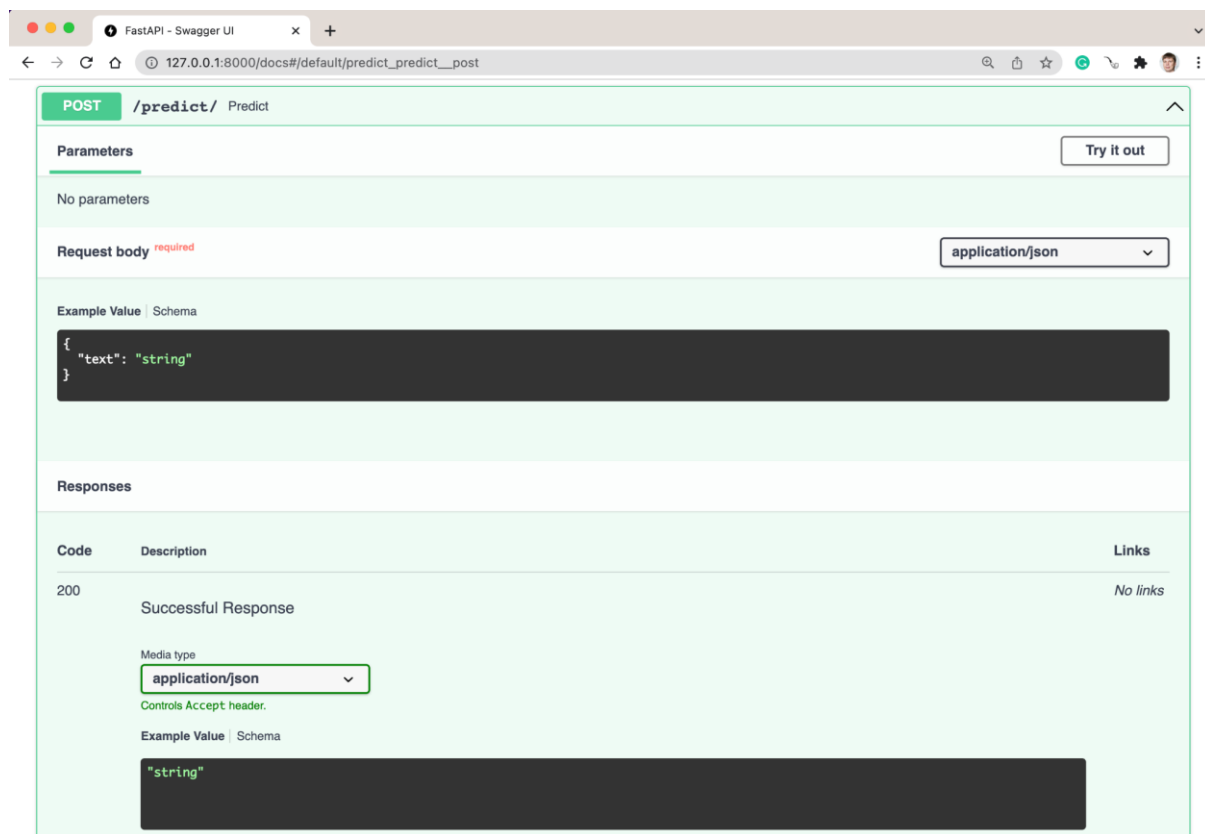 FastAPI - Swagger UI
127.0.0.1:8000/docs#/default/predict_predict__post
POST /predict/ Predict
Parameters
Try it out
No parameters
Request body required
application/json
Example Value Schema
{
"text": "string"
}
Responses
Code Description Links
200 No links
Successful Response
Media type
application/json
Controls Accept header.
Example Value Schema
"string"